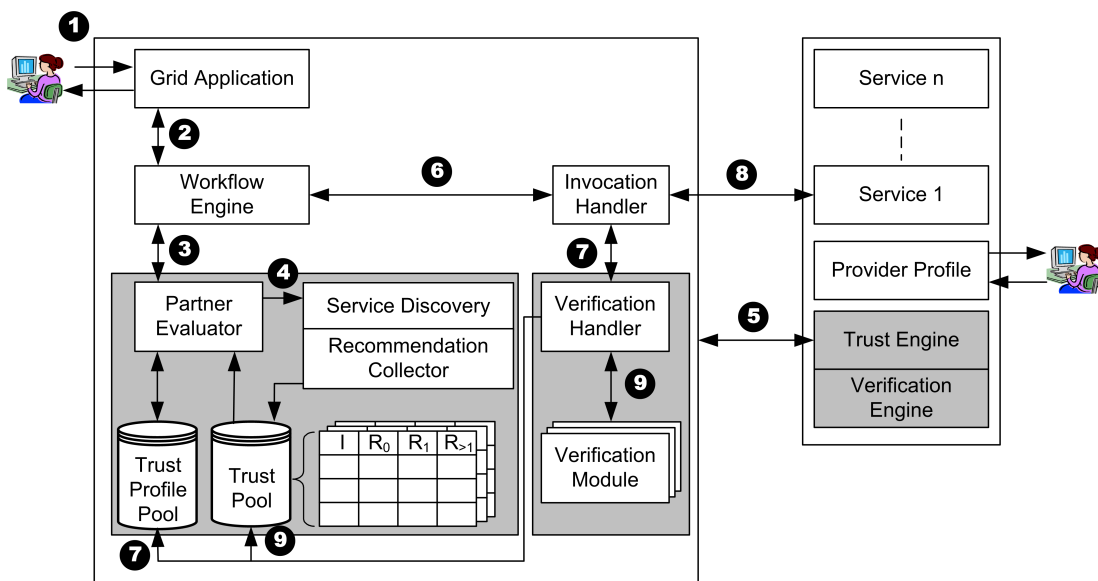 1
Grid Application
2
Workflow
Engine
6
Invocation
Handler
8
Service n
Service 1
3
4
7
Provider Profile
Partner
Evaluator
Service Discovery
Recommendation
Collector
Verification
Handler
5
Trust Engine
Verification
Engine
9
Trust
Profile
Pool
Trust
Pool
I R₀ R₁ R>₁
Verification
Module
7
9